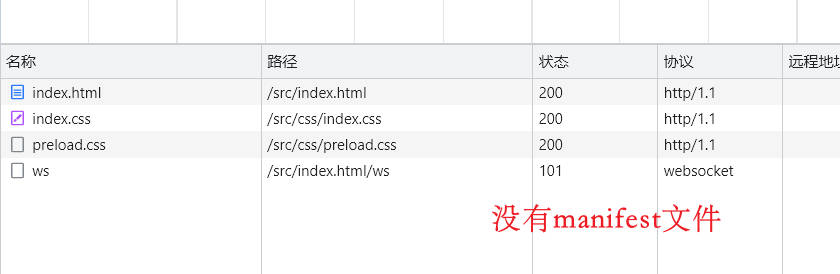 名称 路径 状态 协议 远程地
index.html /src/index.html 200 http/1.1
index.css /src/css/index.css 200 http/1.1
preload.css /src/css/preload.css 200 http/1.1
ws /src/index.html/ws 101 websocket
没有manifest文件